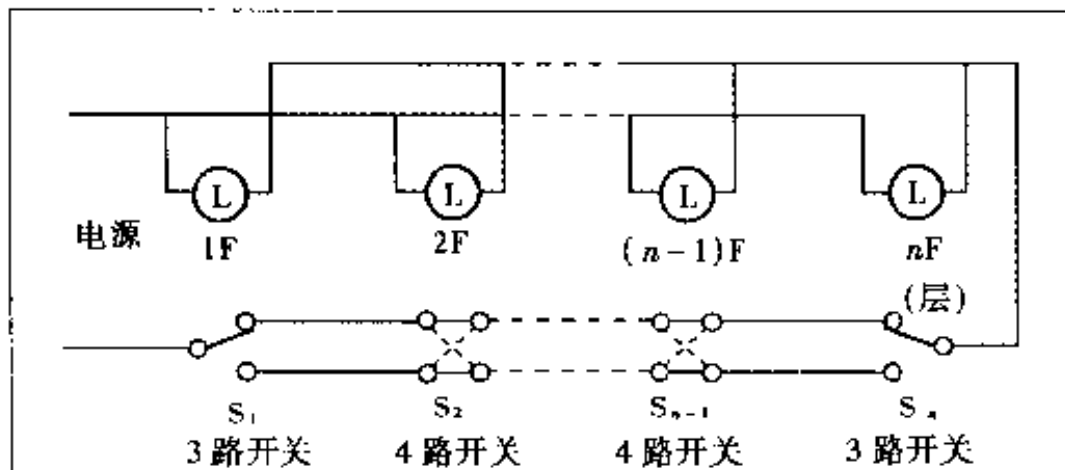 L L L L
电源 1F 2F (n-1)F nF
(层)
S₁ S₂ Sₙ₋₁ Sₙ
3路开关 4路开关 4路开关 3路开关